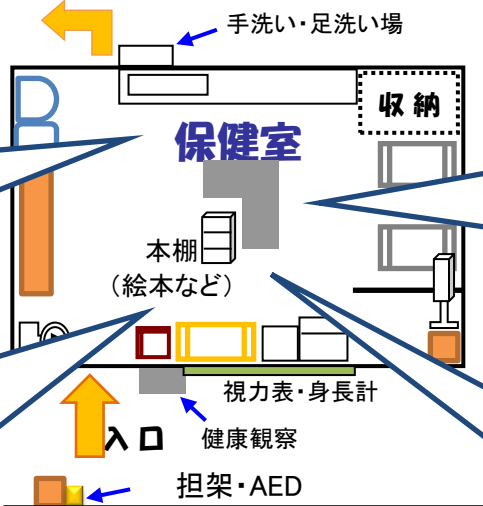 手洗い・足洗い場
収納
保健室
本棚
（絵本など）
視力表・身長計
入口
健康観察
担架・AED